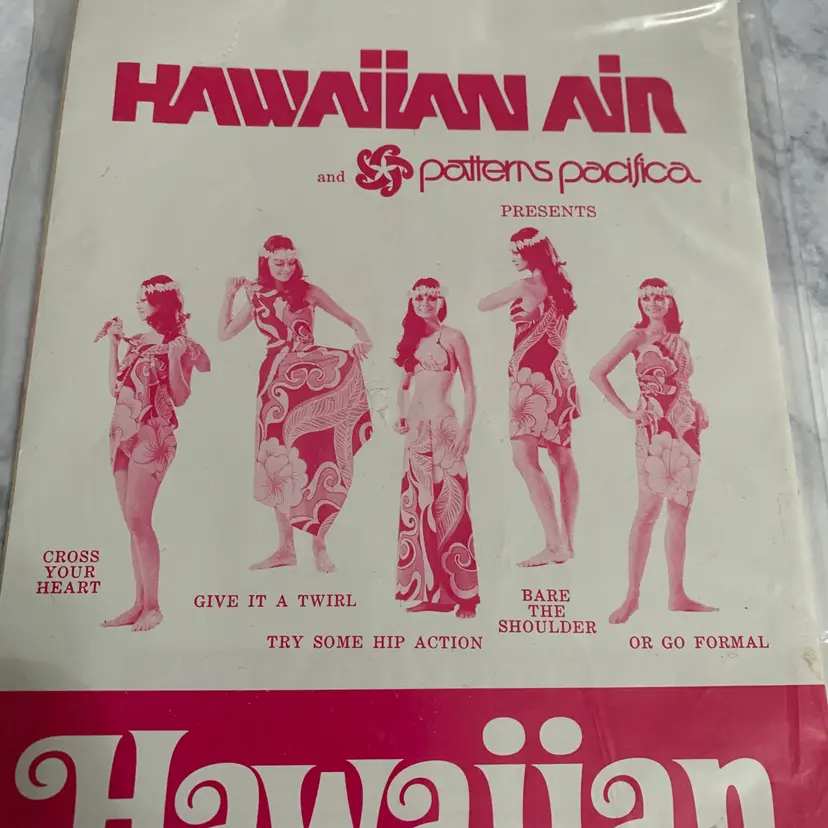 HAWAIIAN AIR
and patterns pacifica
PRESENTS
CROSS
YOUR
HEART
GIVE IT A TWIRL
TRY SOME HIP ACTION
BARE
THE
SHOULDER
OR GO FORMAL
Hawaiian